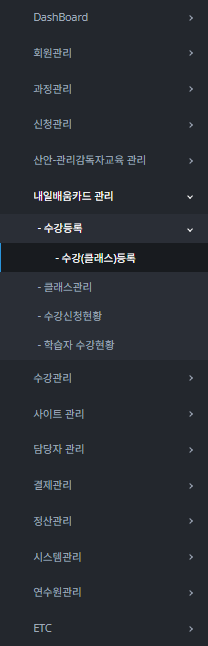 DashBoard
회원관리
과정관리
신청관리
산안-관리감독자교육 관리
내일배움카드 관리
- 수강등록
- 수강(클래스)등록
- 클래스관리
- 수강신청현황
- 학습자 수강현황
수강관리
사이트 관리
담당자 관리
결제관리
정산관리
시스템관리
연수원관리
ETC